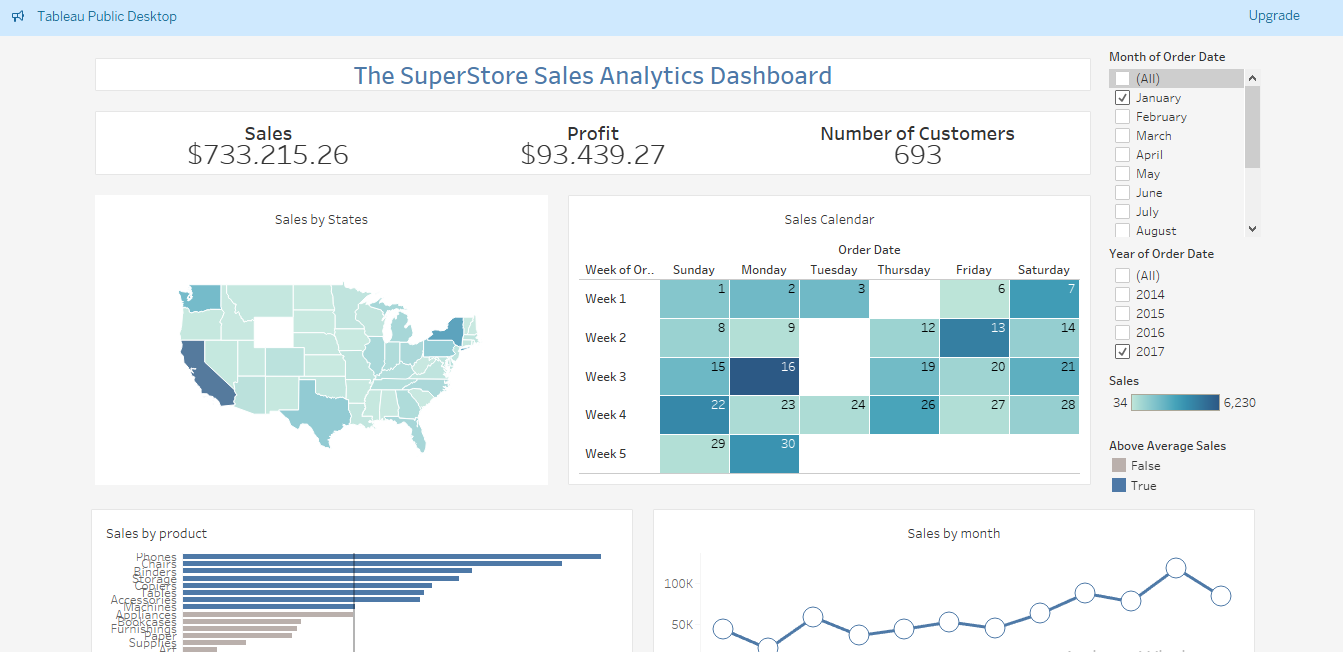 Tableau Public Desktop
Upgrade
The SuperStore Sales Analytics Dashboard
Sales Profit Number of Customers
$733.215.26 $93.439.27 693
Sales by States
Sales Calendar
Order Date
Week of Or.. Sunday Monday Tuesday Thursday Friday Saturday
Week 1 1 2 3 6 7
Week 2 8 9 12 13 14
Week 3 15 16 19 20 21
Week 4 22 23 24 26 27 28
Week 5 29 30
Month of Order Date
(All)
January
February
March
April
May
June
July
August
Year of Order Date
(All)
2014
2015
2016
2017
Sales
34 6,230
Above Average Sales
False
True
Sales by product
Phones
Chairs
Binders
Storage
Copiers
Tables
Accessories
Machines
Appliances
Bookcases
Furnishings
Paper
Supplies
Art
Sales by month
100K
50K